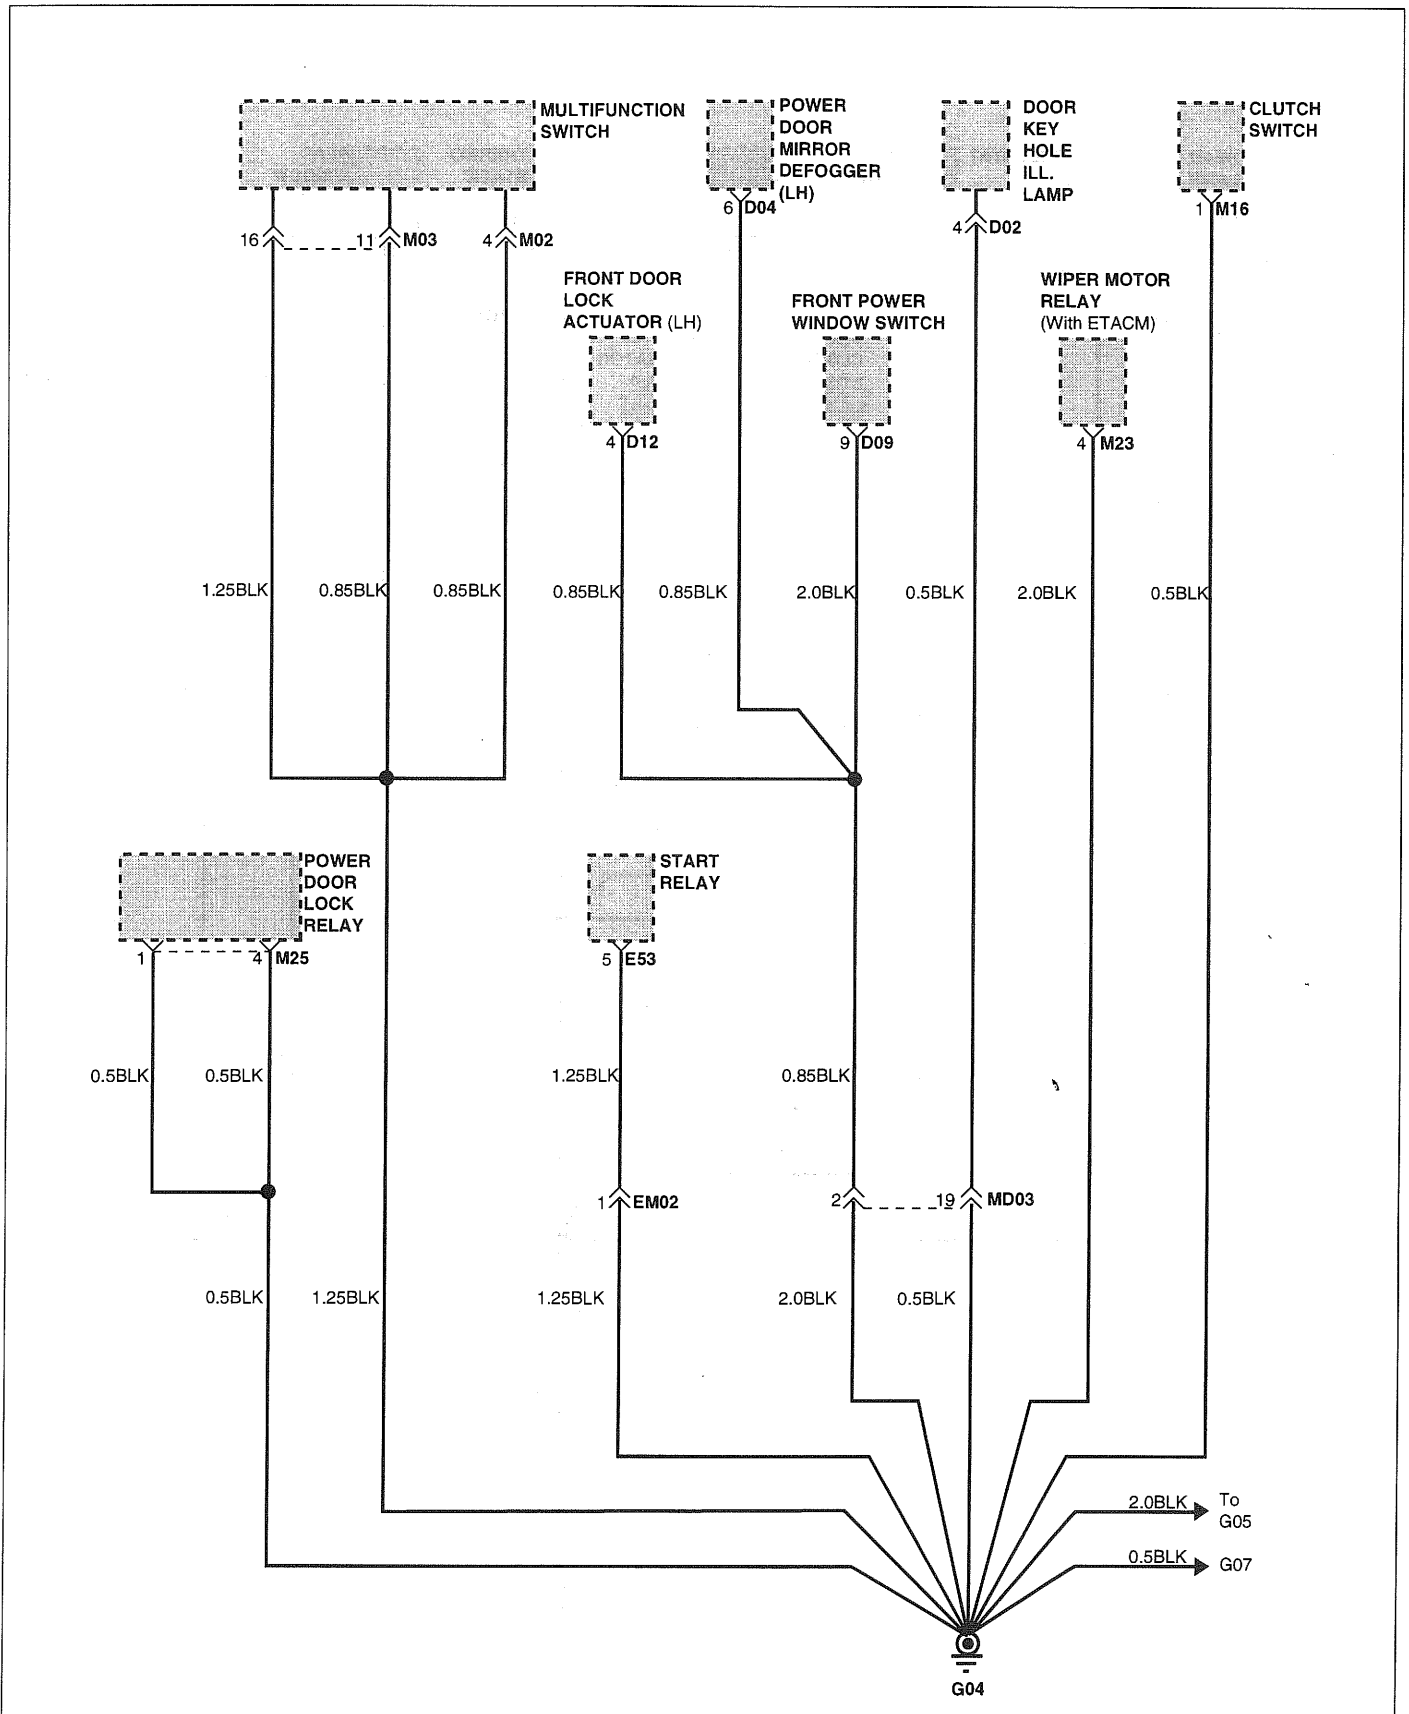 MULTIFUNCTION
SWITCH
POWER
DOOR
MIRROR
DEFOGGER
(LH)
DOOR
KEY
HOLE
ILL.
LAMP
CLUTCH
SWITCH
16
11 M03
4 M02
6 D04
4 D02
1 M16
FRONT DOOR
LOCK
ACTUATOR (LH)
FRONT POWER
WINDOW SWITCH
WIPER MOTOR
RELAY
(With ETACM)
4 D12
9 D09
4 M23
1.25BLK
0.85BLK
0.85BLK
0.85BLK
0.85BLK
2.0BLK
0.5BLK
2.0BLK
0.5BLK
POWER
DOOR
LOCK
RELAY
START
RELAY
1
4 M25
5 E53
0.5BLK
0.5BLK
1.25BLK
0.85BLK
1 EM02
2
19 MD03
0.5BLK
1.25BLK
1.25BLK
2.0BLK
0.5BLK
2.0BLK
To
G05
0.5BLK
G07
G04